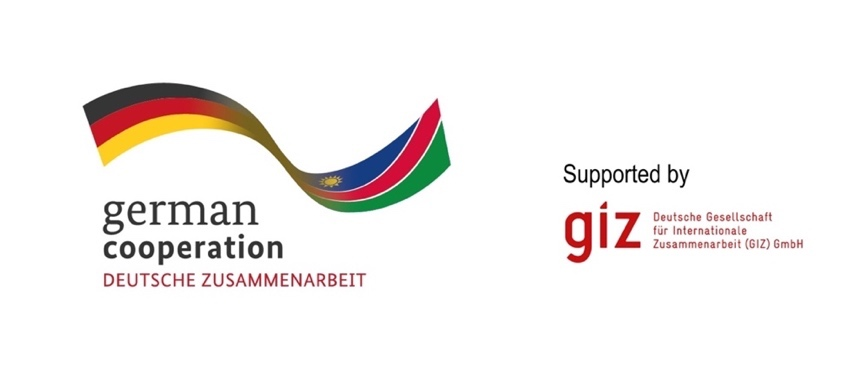 german
cooperation
DEUTSCHE ZUSAMMENARBEIT
Supported by
giz
Deutsche Gesellschaft
für Internationale
Zusammenarbeit (GIZ) GmbH